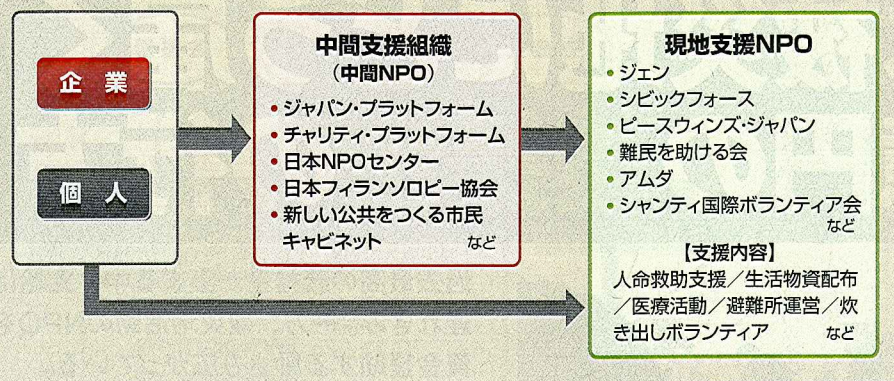 企業
個人
中間支援組織
（中間NPO）
・ジャパン・プラットフォーム
・チャリティ・プラットフォーム
・日本NPOセンター
・日本フィランソロピー協会
・新しい公共をつくる市民
キャビネット など
現地支援NPO
・ジェン
・シビックフォース
・ピースウィンズ・ジャパン
・難民を助ける会
・アムダ
・シャンティ国際ボランティア会
など
【支援内容】
人命救助支援／生活物資配布
／医療活動／避難所運営／炊
き出しボランティア など